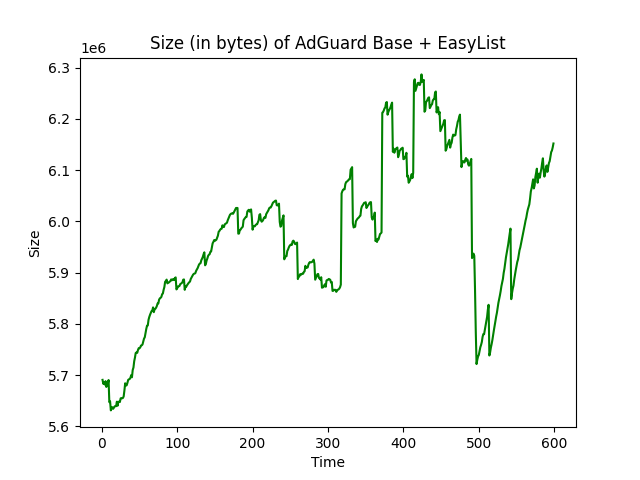 Size (in bytes) of AdGuard Base + EasyList
1e6
6.3
6.2
6.1
6.0
5.9
5.8
5.7
5.6
Size
0 100 200 300 400 500 600
Time